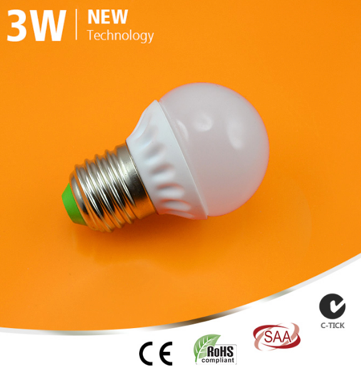 3W
NEW
Technology
C-TICK
CE
RoHS
compliant
SAA